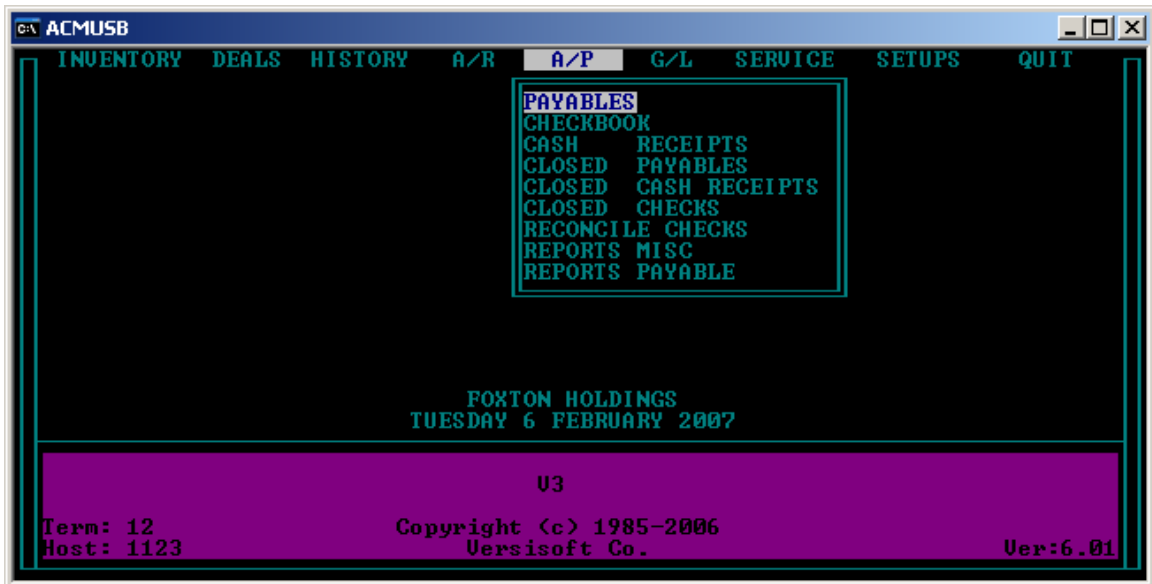 ACMUSB
INVENTORY DEALS HISTORY A/R A/P G/L SERVICE SETUPS QUIT
PAYABLES
CHECKBOOK
CASH RECEIPTS
CLOSED PAYABLES
CLOSED CASH RECEIPTS
CLOSED CHECKS
RECONCILE CHECKS
REPORTS MISC
REPORTS PAYABLE
FOXTON HOLDINGS
TUESDAY 6 FEBRUARY 2007
V3
Term: 12 Copyright (c) 1985-2006
Host: 1123 Versisoft Co. Ver:6.01